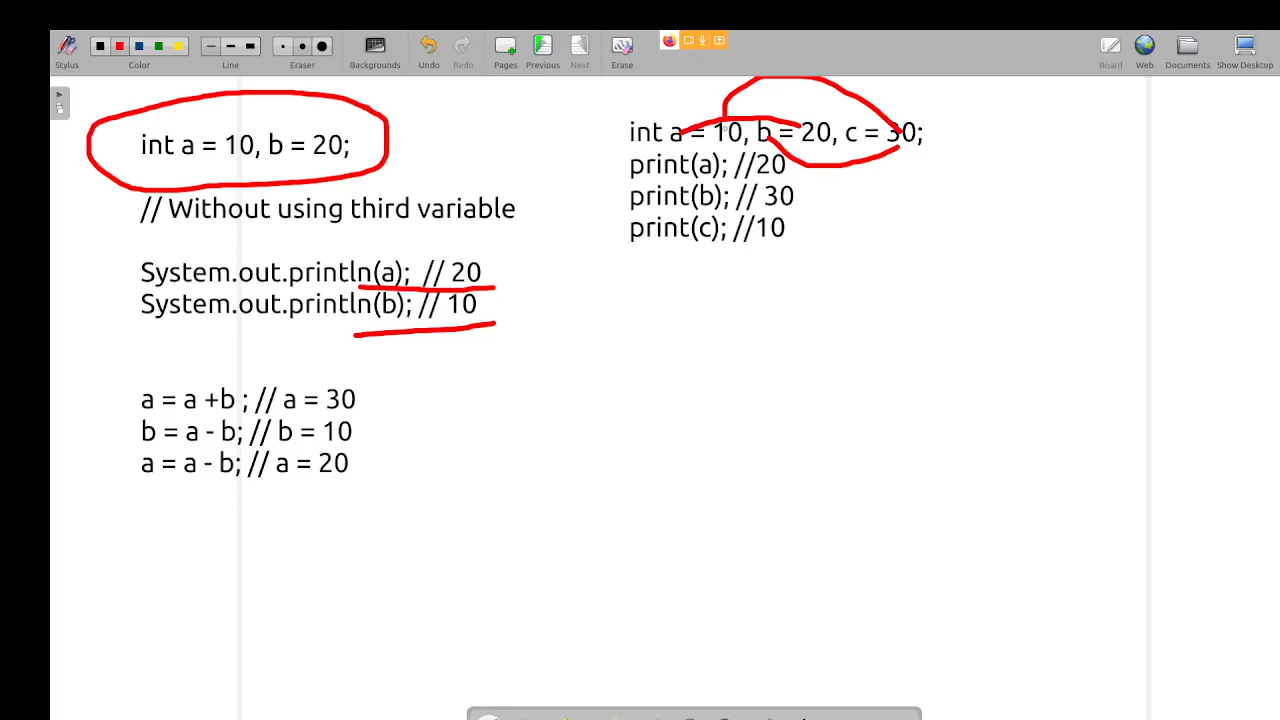 Stylus
Color
Line
Eraser
Backgrounds
Undo
Redo
Pages
Previous
Next
Erase
Board
Web
Documents
Show Desktop
int a = 10, b = 20;
// Without using third variable
System.out.println(a); // 20
System.out.println(b); // 10
a = a +b ; // a = 30
b = a - b; // b = 10
a = a - b; // a = 20
int a = 10, b = 20, c = 30;
print(a); //20
print(b); // 30
print(c); //10